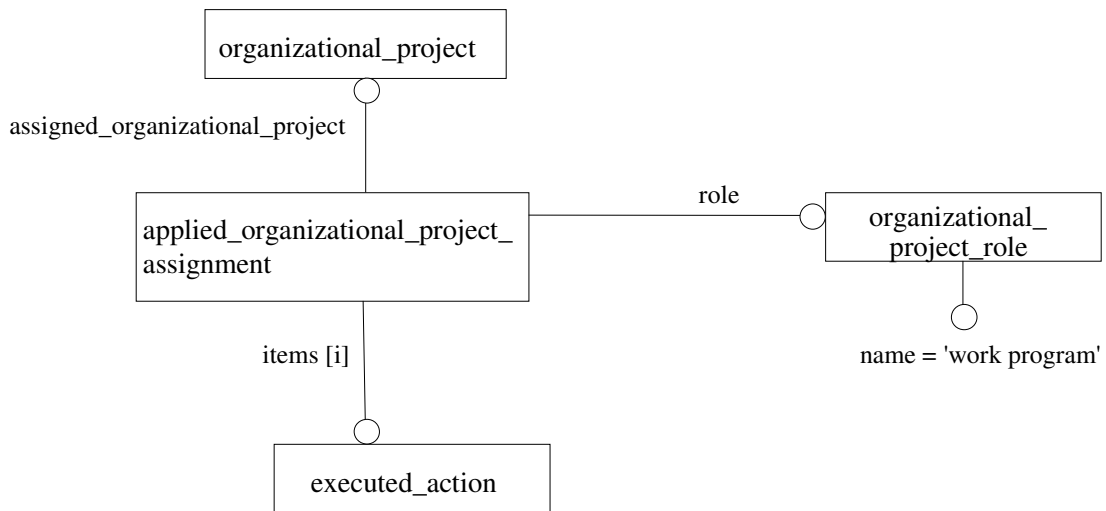 organizational_project
assigned_organizational_project
applied_organizational_project_
assignment
role
organizational_
project_role
items [i]
name = 'work program'
executed_action